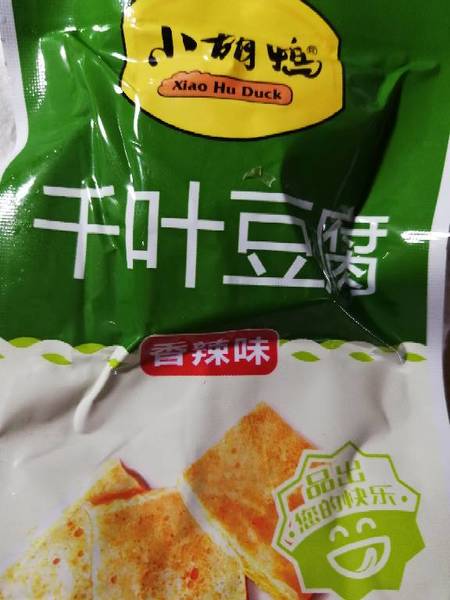 小胡鸭®
Xiao Hu Duck
千叶豆腐
香辣味
品出
您的快乐